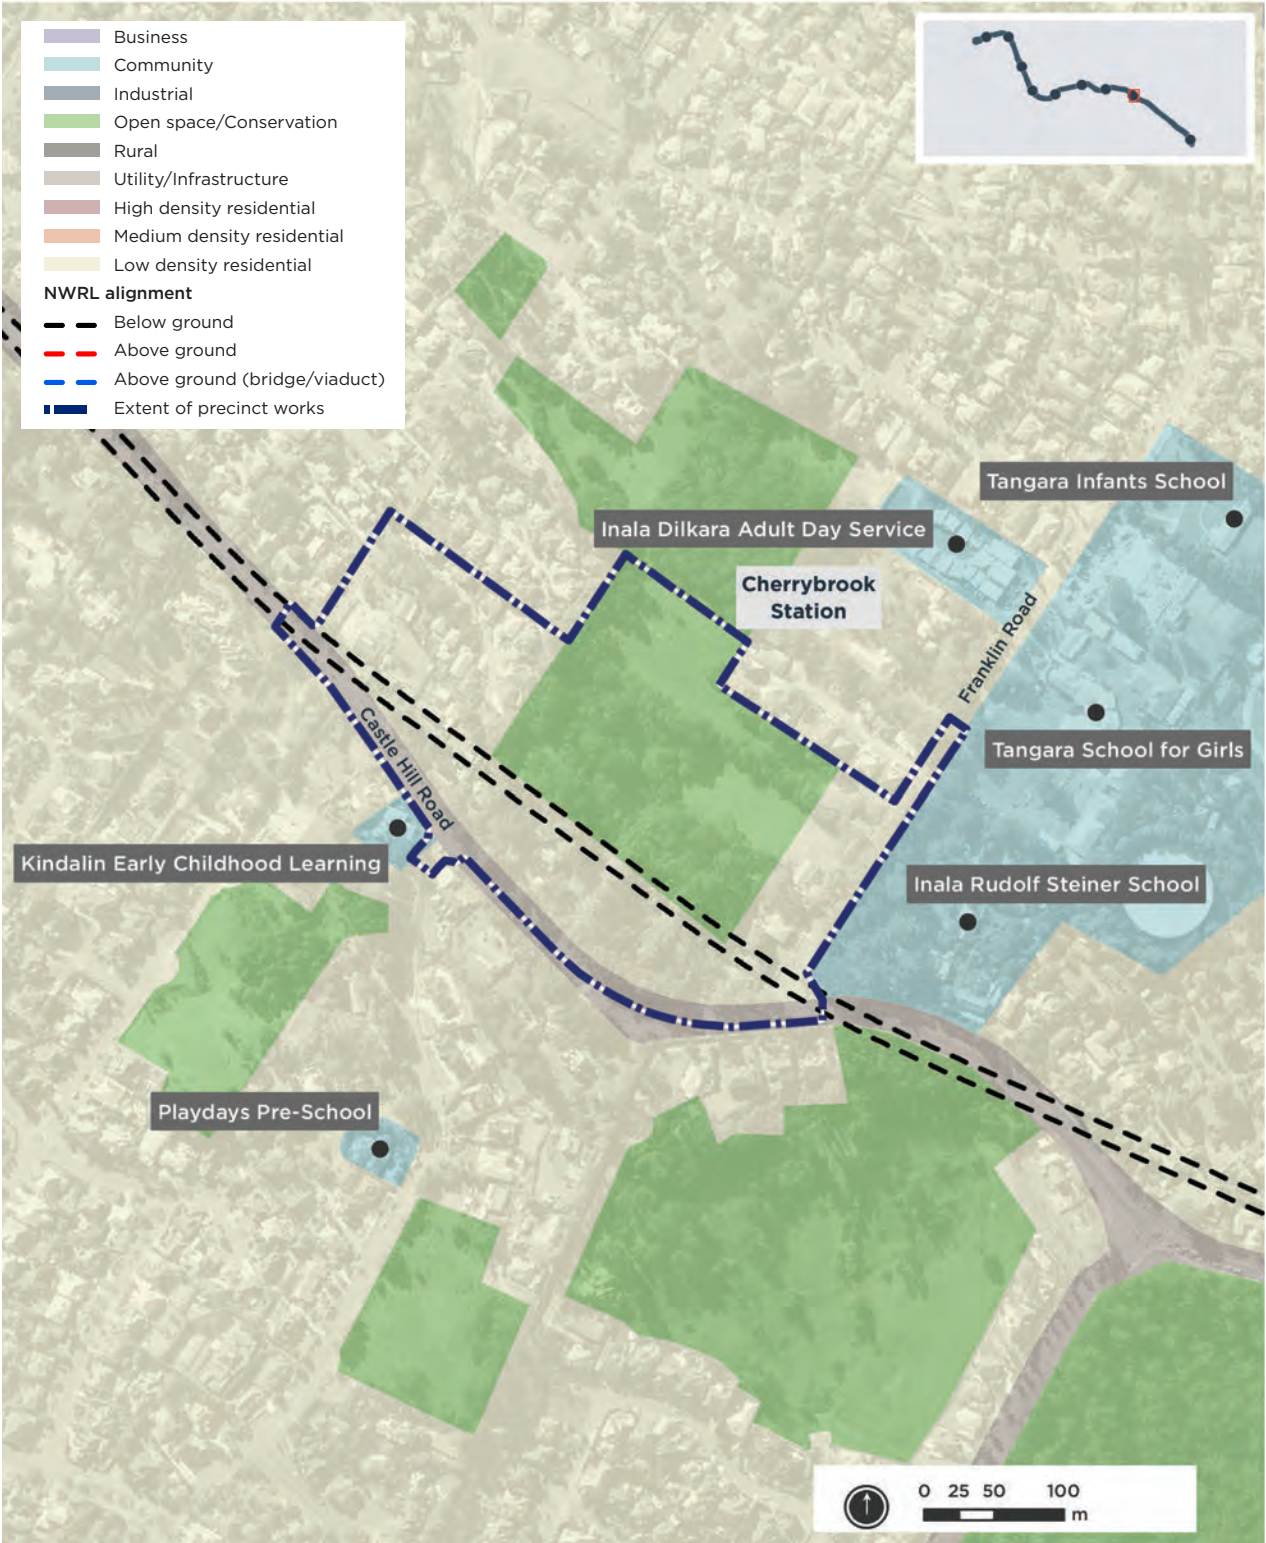 Business
Community
Industrial
Open space/Conservation
Rural
Utility/Infrastructure
High density residential
Medium density residential
Low density residential
NWRL alignment
Below ground
Above ground
Above ground (bridge/viaduct)
Extent of precinct works
Tangara Infants School
Inala Dilkara Adult Day Service
Cherrybrook
Station
Franklin Road
Castle Hill Road
Tangara School for Girls
Kindalin Early Childhood Learning
Inala Rudolf Steiner School
Playdays Pre-School
0 25 50 100
m